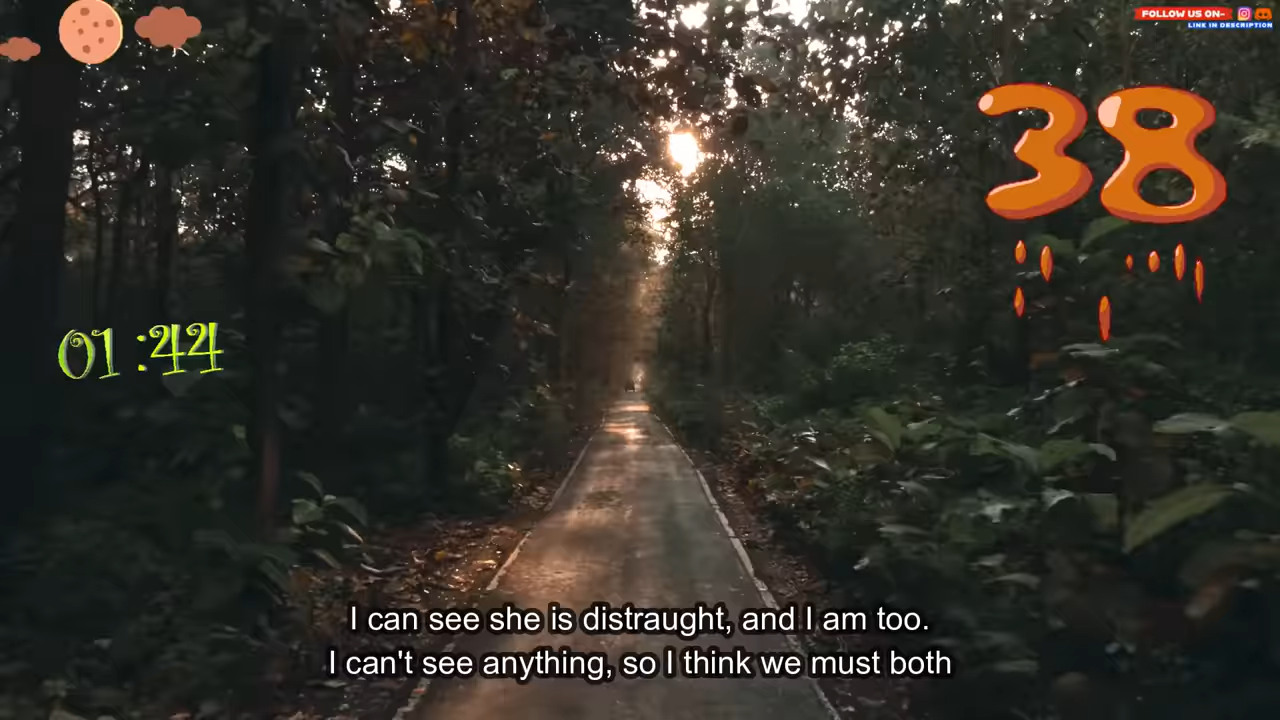 FOLLOW US ON-
LINK IN DESCRIPTION
38
01:44
I can see she is distraught, and I am too.
I can't see anything, so I think we must both